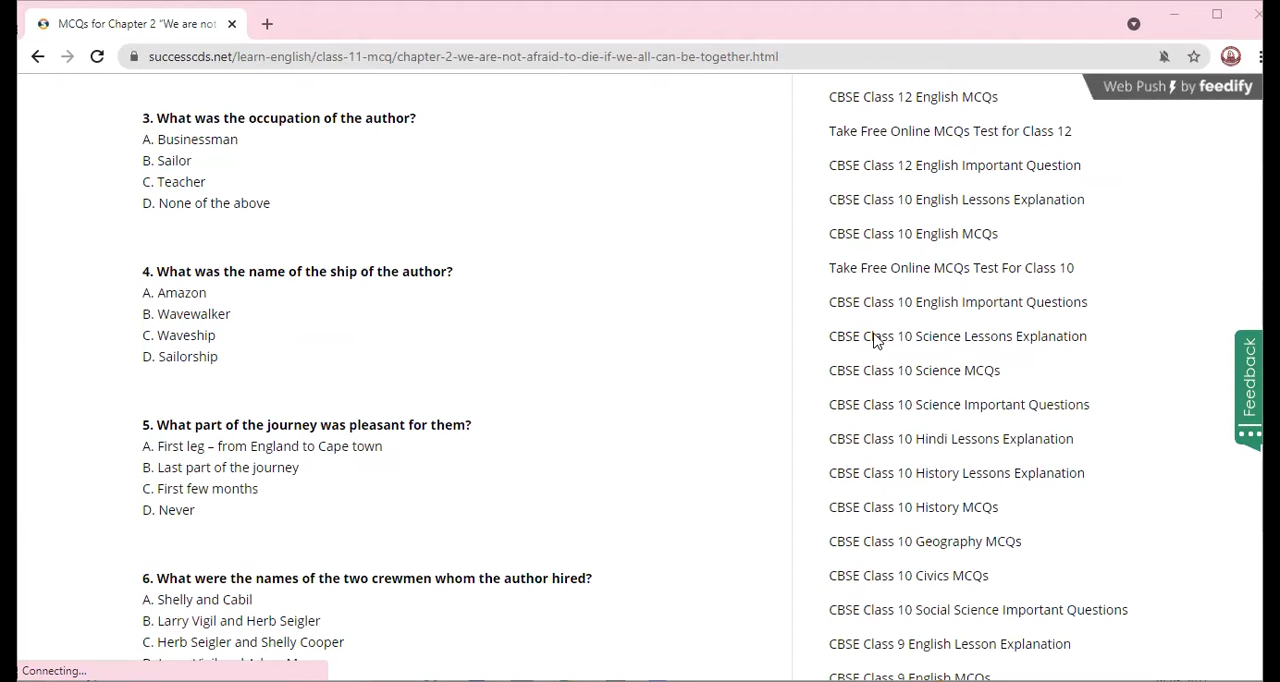 MCQs for Chapter 2 "We are not
successcds.net/learn-english/class-11-mcq/chapter-2-we-are-not-afraid-to-die-if-we-all-can-be-together.html
Web Push by feedify
3. What was the occupation of the author?
A. Businessman
B. Sailor
C. Teacher
D. None of the above
4. What was the name of the ship of the author?
A. Amazon
B. Wavewalker
C. Waveship
D. Sailorship
5. What part of the journey was pleasant for them?
A. First leg – from England to Cape town
B. Last part of the journey
C. First few months
D. Never
6. What were the names of the two crewmen whom the author hired?
A. Shelly and Cabil
B. Larry Vigil and Herb Seigler
C. Herb Seigler and Shelly Cooper
CBSE Class 12 English MCQs
Take Free Online MCQs Test for Class 12
CBSE Class 12 English Important Question
CBSE Class 10 English Lessons Explanation
CBSE Class 10 English MCQs
Take Free Online MCQs Test For Class 10
CBSE Class 10 English Important Questions
CBSE Class 10 Science Lessons Explanation
CBSE Class 10 Science MCQs
CBSE Class 10 Science Important Questions
CBSE Class 10 Hindi Lessons Explanation
CBSE Class 10 History Lessons Explanation
CBSE Class 10 History MCQs
CBSE Class 10 Geography MCQs
CBSE Class 10 Civics MCQs
CBSE Class 10 Social Science Important Questions
CBSE Class 9 English Lesson Explanation
CBSE Class 9 English MCQs
Feedback
Connecting...